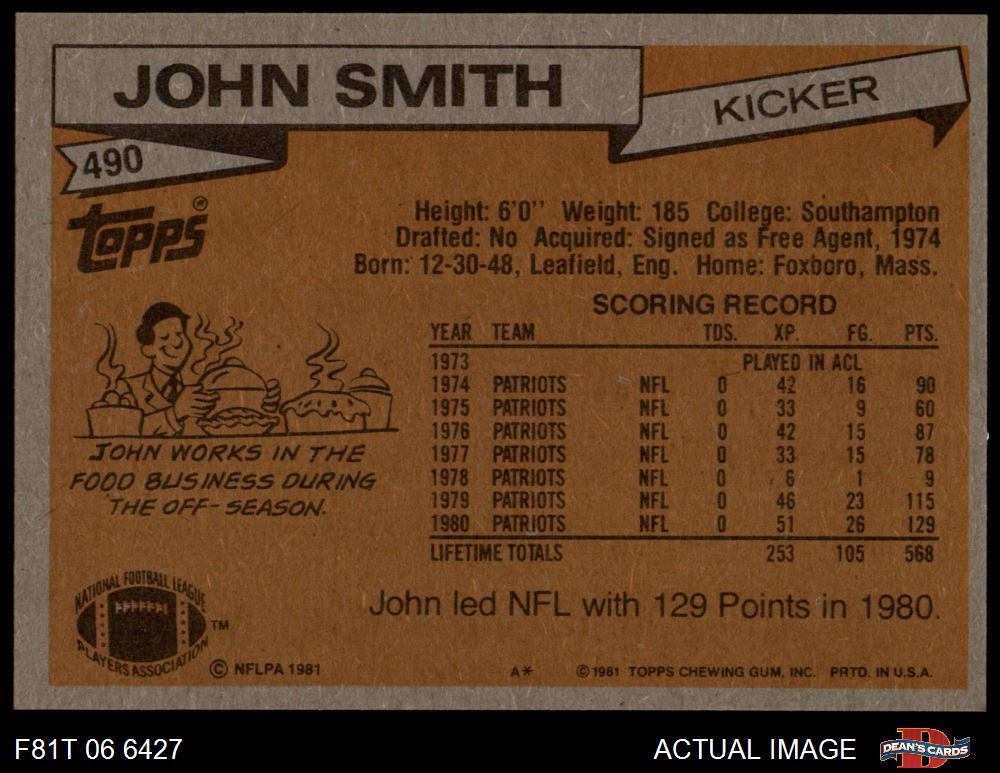 JOHN SMITH
KICKER
490
TOPPS®
Height: 6'0'' Weight: 185 College: Southampton
Drafted: No Acquired: Signed as Free Agent, 1974
Born: 12-30-48, Leafield, Eng. Home: Foxboro, Mass.
SCORING RECORD
YEAR TEAM TDS. XP. FG. PTS.
1973 PLAYED IN ACL
1974 PATRIOTS NFL 0 42 16 90
1975 PATRIOTS NFL 0 33 9 60
1976 PATRIOTS NFL 0 42 15 87
1977 PATRIOTS NFL 0 33 15 78
1978 PATRIOTS NFL 0 6 1 9
1979 PATRIOTS NFL 0 46 23 115
1980 PATRIOTS NFL 0 51 26 129
LIFETIME TOTALS 253 105 568
JOHN WORKS IN THE
FOOD BUSINESS DURING
THE OFF-SEASON.
John led NFL with 129 Points in 1980.
NATIONAL FOOTBALL LEAGUE
PLAYERS ASSOCIATION
TM
© NFLPA 1981
A*
© 1981 TOPPS CHEWING GUM, INC. PRTD. IN U.S.A.
F81T 06 6427
ACTUAL IMAGE
DEAN'S CARDS